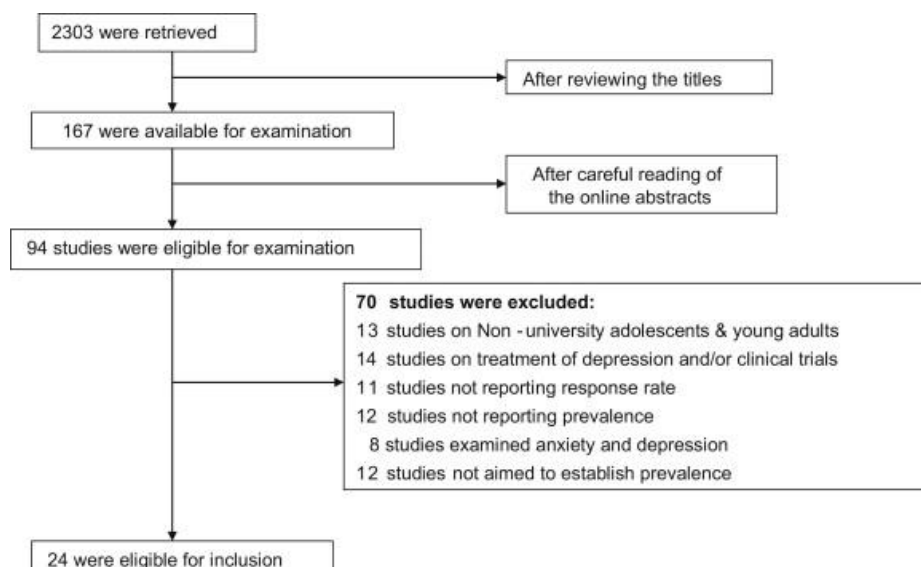 2303 were retrieved
After reviewing the titles
167 were available for examination
After careful reading of
the online abstracts
94 studies were eligible for examination
70 studies were excluded:
13 studies on Non - university adolescents & young adults
14 studies on treatment of depression and/or clinical trials
11 studies not reporting response rate
12 studies not reporting prevalence
8 studies examined anxiety and depression
12 studies not aimed to establish prevalence
24 were eligible for inclusion